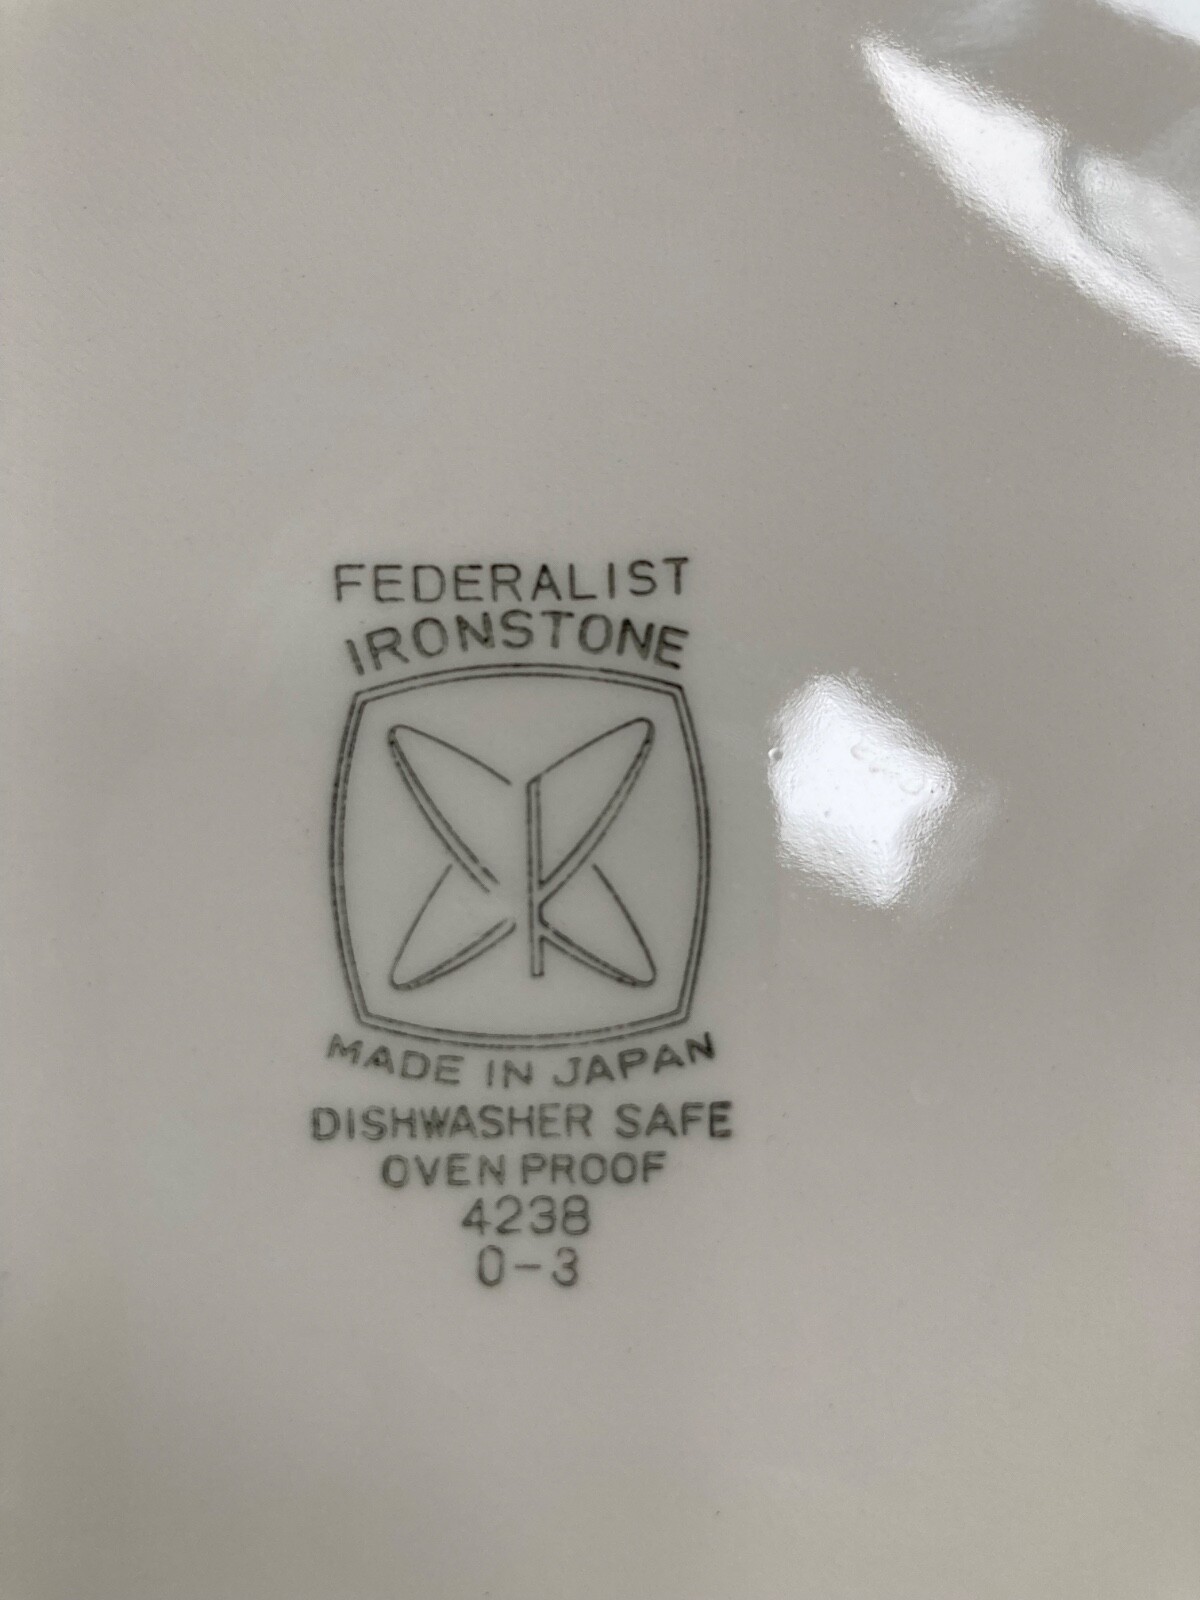 FEDERALIST
IRONSTONE
MADE IN JAPAN
DISHWASHER SAFE
OVEN PROOF
4238
0-3